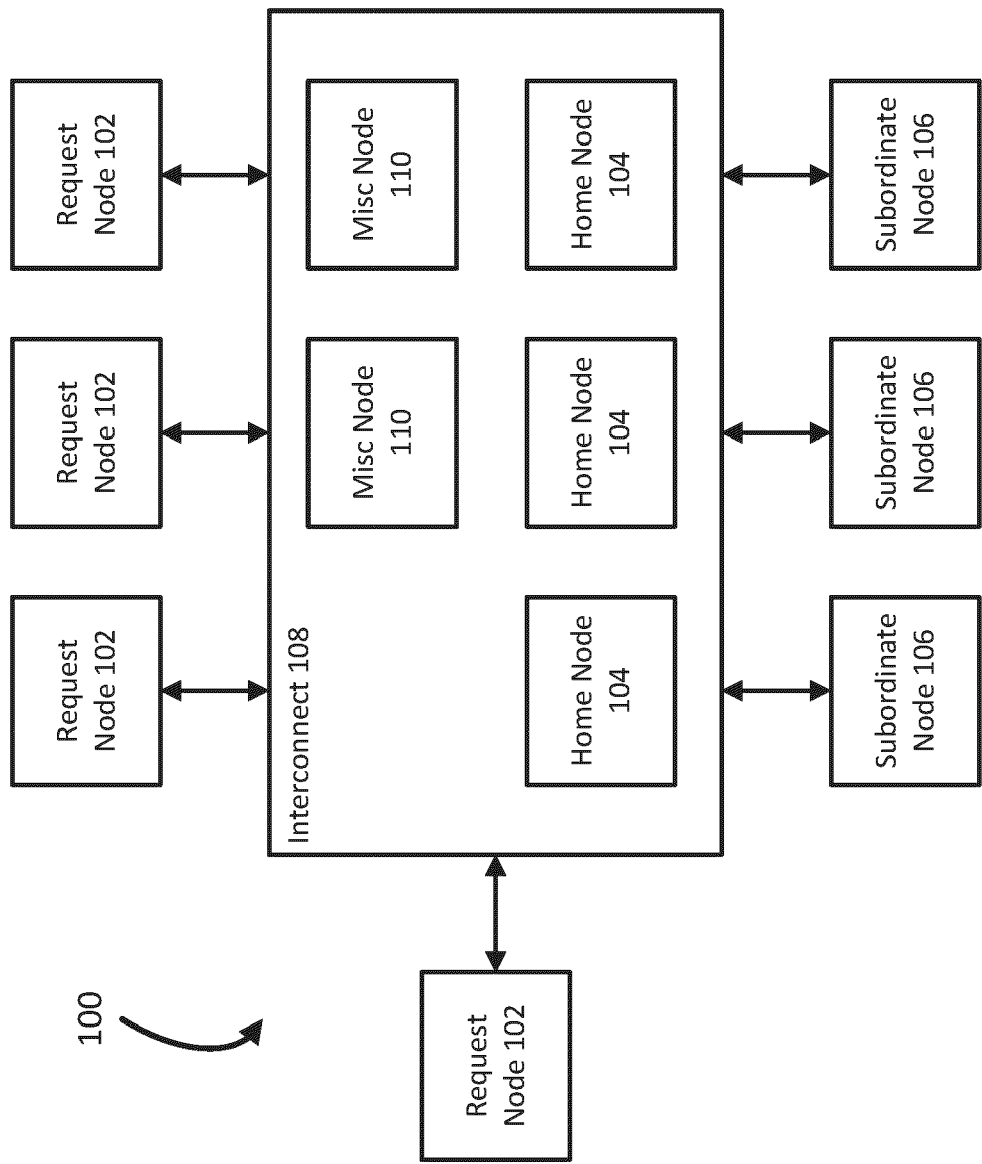 Request
Node 102
Request
Node 102
Request
Node 102
100
Interconnect 108
Misc Node
110
Misc Node
110
Request
Node 102
Home Node
104
Home Node
104
Home Node
104
Subordinate
Node 106
Subordinate
Node 106
Subordinate
Node 106